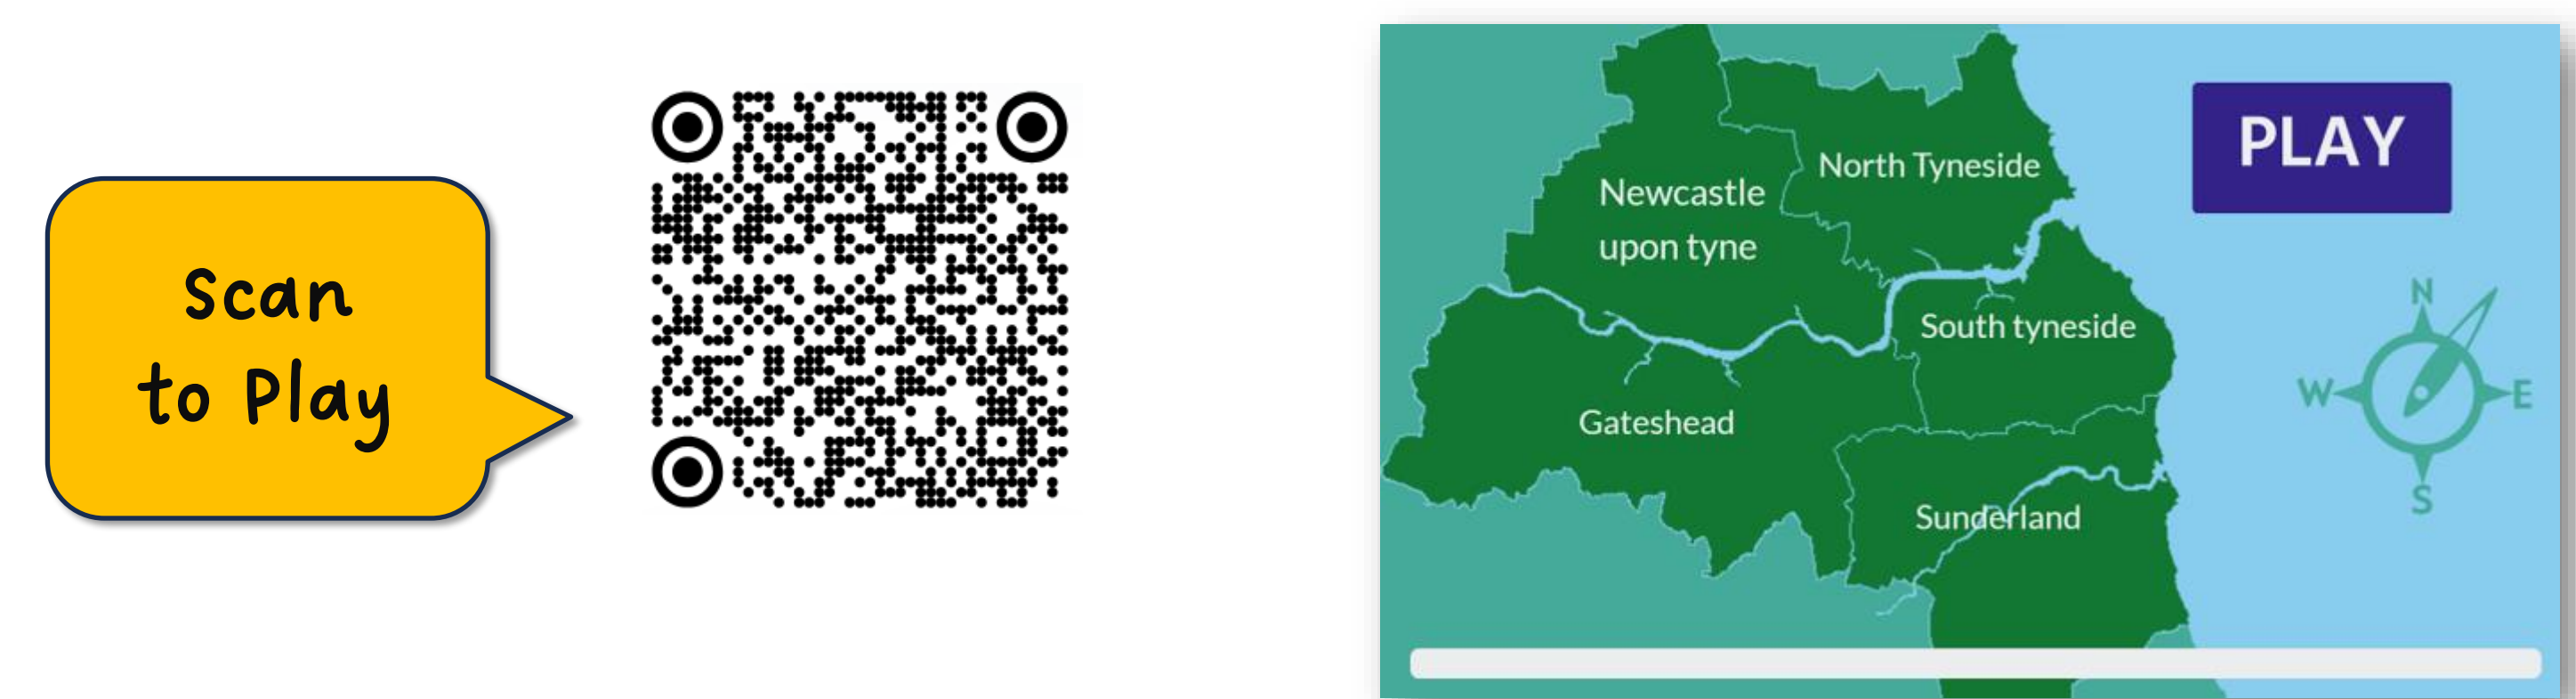 Scan
to Play
PLAY
North Tyneside
Newcastle
upon tyne
N
South tyneside
W
E
Gateshead
S
Sunderland